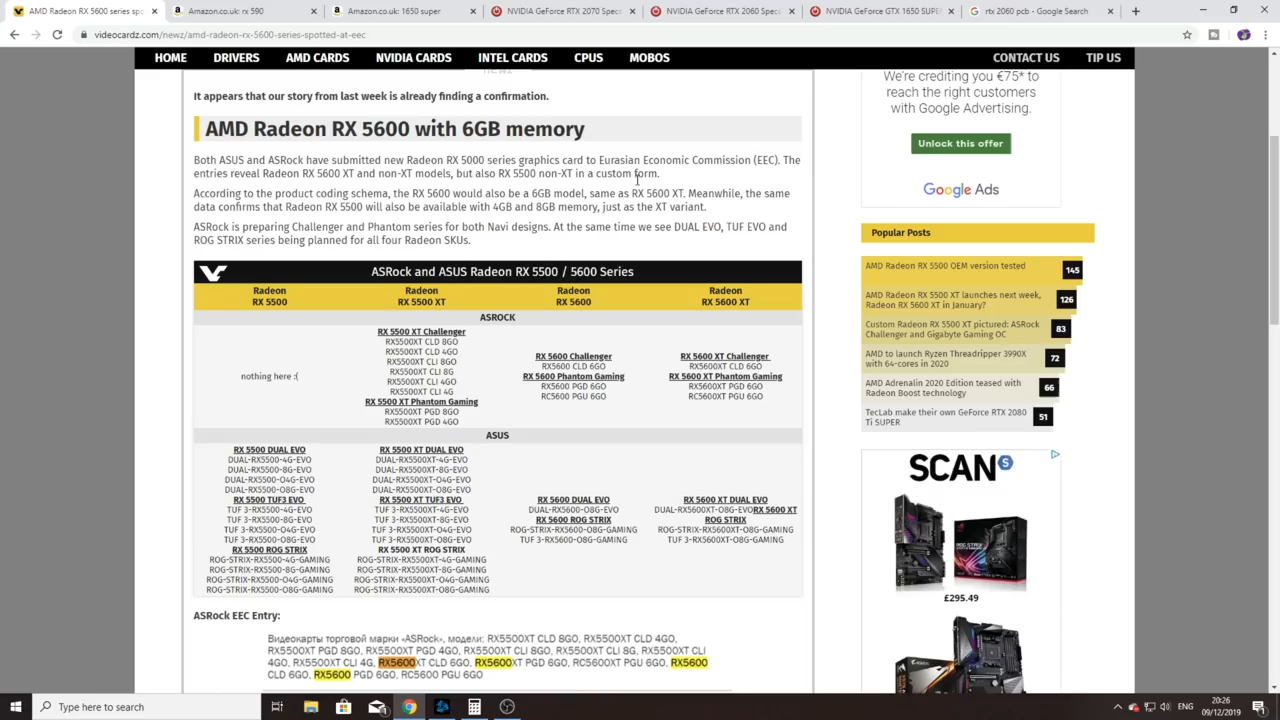 AMD Radeon RX 5600 series spo
Amazon.co.uk: rx 590
Amazon.co.uk: 1650 super
NVIDIA GeForce RTX 2070 Spec
NVIDIA GeForce RTX 2060 Spec
NVIDIA GeForce GTX 1650 SUPER
rtx 2060 pcb - Google Search
videocardz.com/newz/amd-radeon-rx-5600-series-spotted-at-eec
HOME DRIVERS AMD CARDS NVIDIA CARDS INTEL CARDS CPUS MOBOS CONTACT US TIP US
It appears that our story from last week is already finding a confirmation.
AMD Radeon RX 5600 with 6GB memory
Both ASUS and ASRock have submitted new Radeon RX 5000 series graphics card to Eurasian Economic Commission (EEC). The
entries reveal Radeon RX 5600 XT and non-XT models, but also RX 5500 non-XT in a custom form.
According to the product coding schema, the RX 5600 would also be a 6GB model, same as RX 5600 XT. Meanwhile, the same
data confirms that Radeon RX 5500 will also be available with 4GB and 8GB memory, just as the XT variant.
ASRock is preparing Challenger and Phantom series for both Navi designs. At the same time we see DUAL EVO, TUF EVO and
ROG STRIX series being planned for all four Radeon SKUs.
ASRock and ASUS Radeon RX 5500 / 5600 Series
Radeon
RX 5500
Radeon
RX 5500 XT
Radeon
RX 5600
Radeon
RX 5600 XT
ASROCK
nothing here :(
RX 5500 XT Challenger
RX5500XT CLD 8GO
RX5500XT CLD 4GO
RX5500XT CLI 8GO
RX5500XT CLI 8G
RX5500XT CLI 4GO
RX5500XT CLI 4G
RX 5500 XT Phantom Gaming
RX5500XT PGD 8GO
RX5500XT PGD 4GO
RX 5600 Challenger
RX5600 CLD 6GO
RX 5600 Phantom Gaming
RX5600 PGD 6GO
RC5600 PGU 6GO
RX 5600 XT Challenger
RX5600XT CLD 6GO
RX 5600 XT Phantom Gaming
RX5600XT PGD 6GO
RC5600XT PGU 6GO
ASUS
RX 5500 DUAL EVO
DUAL-RX5500-4G-EVO
DUAL-RX5500-8G-EVO
DUAL-RX5500-O4G-EVO
DUAL-RX5500-O8G-EVO
RX 5500 TUF3 EVO
TUF 3-RX5500-4G-EVO
TUF 3-RX5500-8G-EVO
TUF 3-RX5500-O4G-EVO
TUF 3-RX5500-O8G-EVO
RX 5500 ROG STRIX
ROG-STRIX-RX5500-4G-GAMING
ROG-STRIX-RX5500-8G-GAMING
ROG-STRIX-RX5500-O4G-GAMING
ROG-STRIX-RX5500-O8G-GAMING
RX 5500 XT DUAL EVO
DUAL-RX5500XT-4G-EVO
DUAL-RX5500XT-8G-EVO
DUAL-RX5500XT-O4G-EVO
DUAL-RX5500XT-O8G-EVO
RX 5500 XT TUF3 EVO
TUF 3-RX5500XT-4G-EVO
TUF 3-RX5500XT-8G-EVO
TUF 3-RX5500XT-O4G-EVO
TUF 3-RX5500XT-O8G-EVO
RX 5500 XT ROG STRIX
ROG-STRIX-RX5500XT-4G-GAMING
ROG-STRIX-RX5500XT-8G-GAMING
ROG-STRIX-RX5500XT-O4G-GAMING
ROG-STRIX-RX5500XT-O8G-GAMING
RX 5600 DUAL EVO
DUAL-RX5600-O8G-EVO
RX 5600 ROG STRIX
ROG-STRIX-RX5600-O8G-GAMING
TUF 3-RX5600-O8G-GAMING
RX 5600 XT DUAL EVO
DUAL-RX5600XT-O8G-EVORX 5600 XT
ROG STRIX
ROG-STRIX-RX5600XT-O8G-GAMING
TUF 3-RX5600XT-O8G-GAMING
ASRock EEC Entry:
Видеокарты торговой марки «ASRock», модели: RX5500XT CLD 8GO, RX5500XT CLD 4GO,
RX5500XT PGD 8GO, RX5500XT PGD 4GO, RX5500XT CLI 8GO, RX5500XT CLI 8G, RX5500XT CLI
4GO, RX5500XT CLI 4G, RX5600XT CLD 6GO, RX5600XT PGD 6GO, RC5600XT PGU 6GO, RX5600
CLD 6GO, RX5600 PGD 6GO, RC5600 PGU 6GO
We're crediting you €75* to
reach the right customers
with Google Advertising.
Unlock this offer
Google Ads
Popular Posts
AMD Radeon RX 5500 OEM version tested 145
AMD Radeon RX 5500 XT launches next week,
Radeon RX 5600 XT in January? 126
Custom Radeon RX 5500 XT pictured: ASRock
Challenger and Gigabyte Gaming OC 83
AMD to launch Ryzen Threadripper 3990X
with 64-cores in 2020 72
AMD Adrenalin 2020 Edition teased with
Radeon Boost technology 66
TecLab make their own GeForce RTX 2080
Ti SUPER 51
SCAN S
£295.49
Type here to search
ENG
20:26
09/12/2019